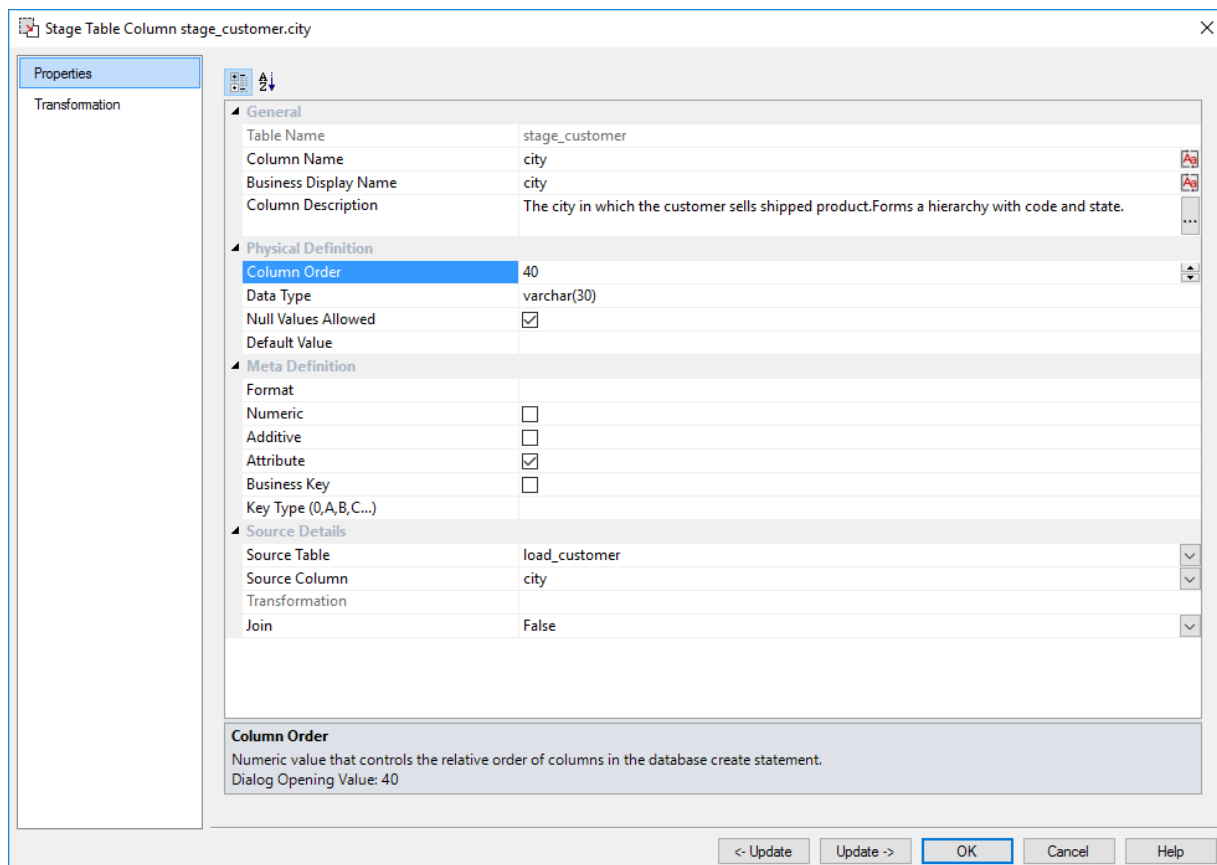 Stage Table Column stage_customer.city
Properties
Transformation
General
Table Name stage_customer
Column Name city
Business Display Name city
Column Description The city in which the customer sells shipped product.Forms a hierarchy with code and state.
...
Physical Definition
Column Order 40
Data Type varchar(30)
Null Values Allowed
Default Value
Meta Definition
Format
Numeric
Additive
Attribute
Business Key
Key Type (0,A,B,C...)
Source Details
Source Table load_customer
Source Column city
Transformation
Join False
Column Order
Numeric value that controls the relative order of columns in the database create statement.
Dialog Opening Value: 40
<- Update Update -> OK Cancel Help